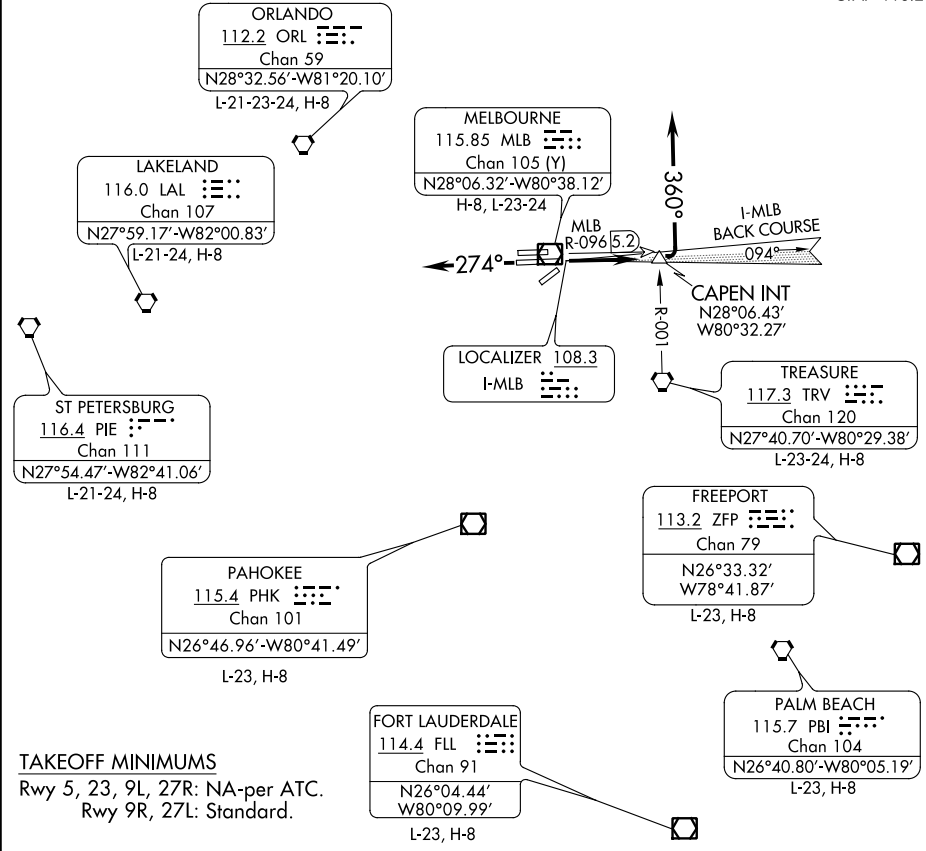 ORLANDO
112.2 ORL
Chan 59
N28°32.56'-W81°20.10'
L-21-23-24, H-8
LAKELAND
116.0 LAL
Chan 107
N27°59.17'-W82°00.83'
L-21-24, H-8
MELBOURNE
115.85 MLB
Chan 105 (Y)
N28°06.32'-W80°38.12'
H-8, L-23-24
360°
I-MLB
BACK COURSE
094°
MLB
R-096 5.2
274°
CAPEN INT
N28°06.43'
W80°32.27'
R-001
LOCALIZER 108.3
I-MLB
TREASURE
117.3 TRV
Chan 120
N27°40.70'-W80°29.38'
L-23-24, H-8
ST PETERSBURG
116.4 PIE
Chan 111
N27°54.47'-W82°41.06'
L-21-24, H-8
FREEPORT
113.2 ZFP
Chan 79
N26°33.32'
W78°41.87'
L-23, H-8
PAHOKEE
115.4 PHK
Chan 101
N26°46.96'-W80°41.49'
L-23, H-8
PALM BEACH
115.7 PBI
Chan 104
N26°40.80'-W80°05.19'
L-23, H-8
FORT LAUDERDALE
114.4 FLL
Chan 91
N26°04.44'
W80°09.99'
L-23, H-8
TAKEOFF MINIMUMS
Rwy 5, 23, 9L, 27R: NA-per ATC.
Rwy 9R, 27L: Standard.